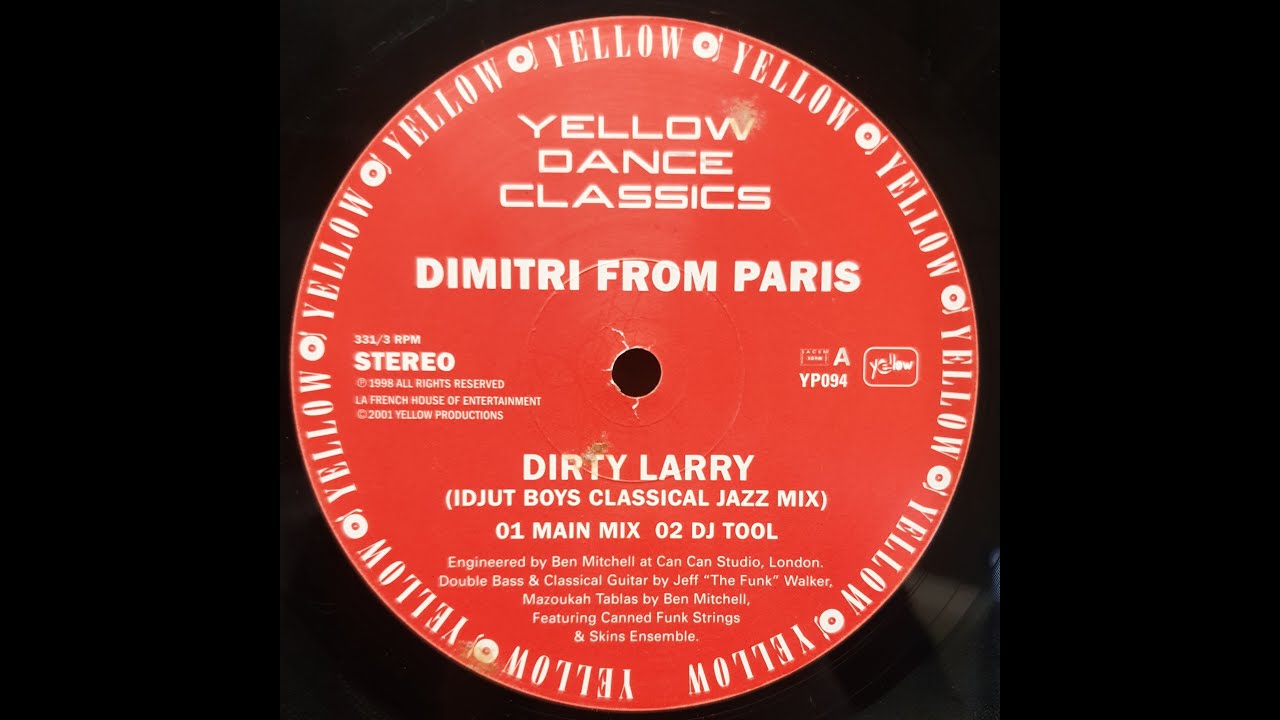 YELLOW YELLOW YELLOW YELLOW YELLOW YELLOW YELLOW YELLOW YELLOW YELLOW YELLOW YELLOW YELLOW YELLOW
YELLOW
DANCE
CLASSICS
DIMITRI FROM PARIS
331/3 RPM
STEREO
℗ 1998 ALL RIGHTS RESERVED
LA FRENCH HOUSE OF ENTERTAINMENT
©2001 YELLOW PRODUCTIONS
A
YP094
yellow
DIRTY LARRY
(IDJUT BOYS CLASSICAL JAZZ MIX)
01 MAIN MIX 02 DJ TOOL
Engineered by Ben Mitchell at Can Can Studio, London.
Double Bass & Classical Guitar by Jeff "The Funk" Walker,
Mazoukah Tablas by Ben Mitchell,
Featuring Canned Funk Strings
& Skins Ensemble.